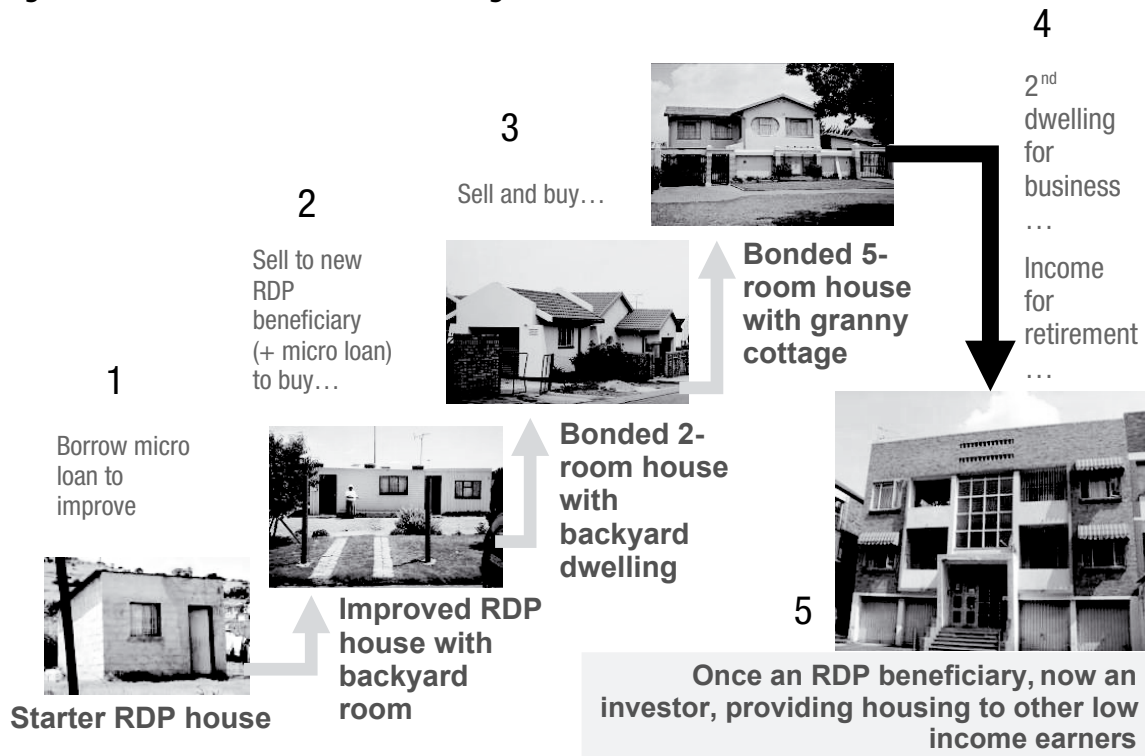 1
Borrow micro
loan to
improve
Starter RDP house
2
Sell to new
RDP
beneficiary
(+ micro loan)
to buy…
Improved RDP
house with
backyard
room
3
Sell and buy…
Bonded 2-
room house
with
backyard
dwelling
Bonded 5-
room house
with granny
cottage
4
2nd
dwelling
for
business
…
Income
for
retirement
…
5
Once an RDP beneficiary, now an
investor, providing housing to other low
income earners